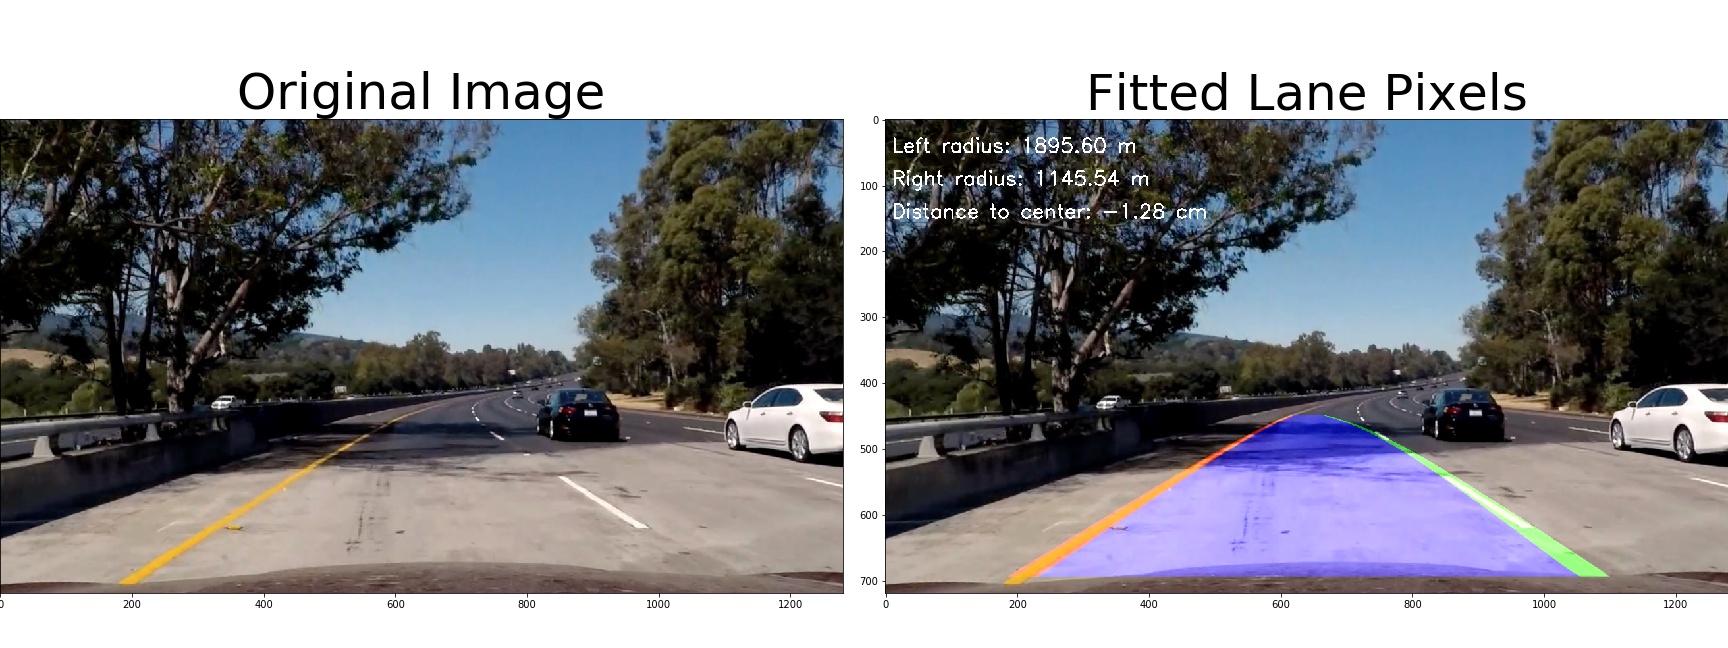 Original Image
Fitted Lane Pixels
Left radius: 1895.60 m
Right radius: 1145.54 m
Distance to center: −1.28 cm
0
100
200
300
400
500
600
700
0 200 400 600 800 1000 1200
0 200 400 600 800 1000 1200